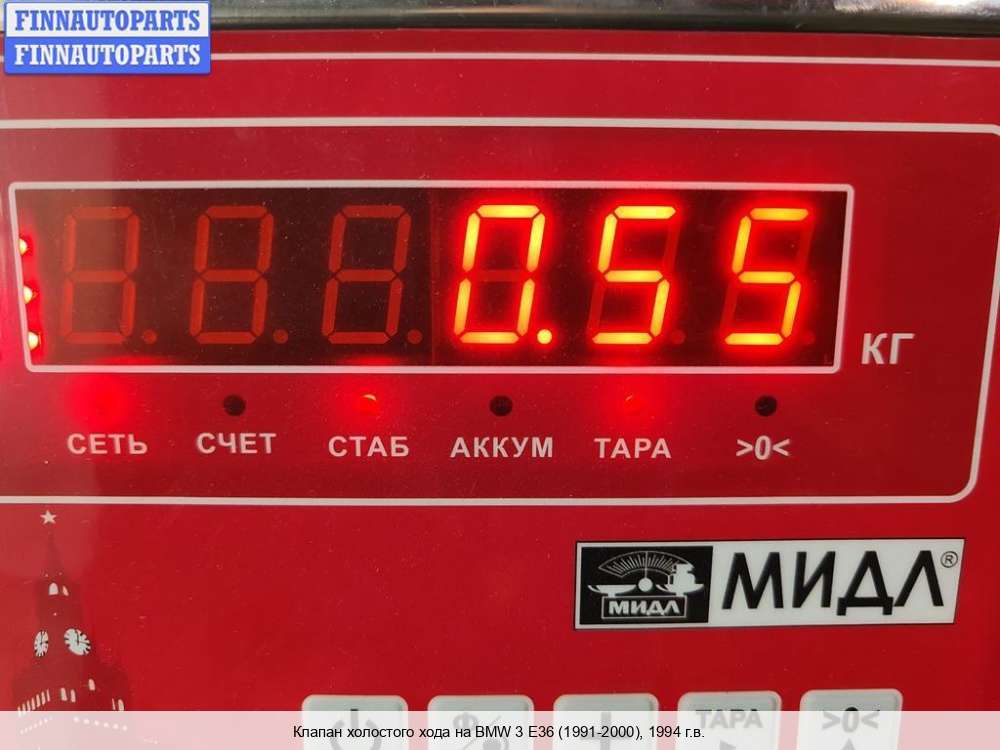 FINNAUTOPARTS
FINNAUTOPARTS
0.55
КГ
СЕТЬ СЧЕТ СТАБ АККУМ ТАРА >0<
МИДЛ МИДЛ®
ТАРА >0<
Клапан холостого хода на BMW 3 E36 (1991-2000), 1994 г.в.